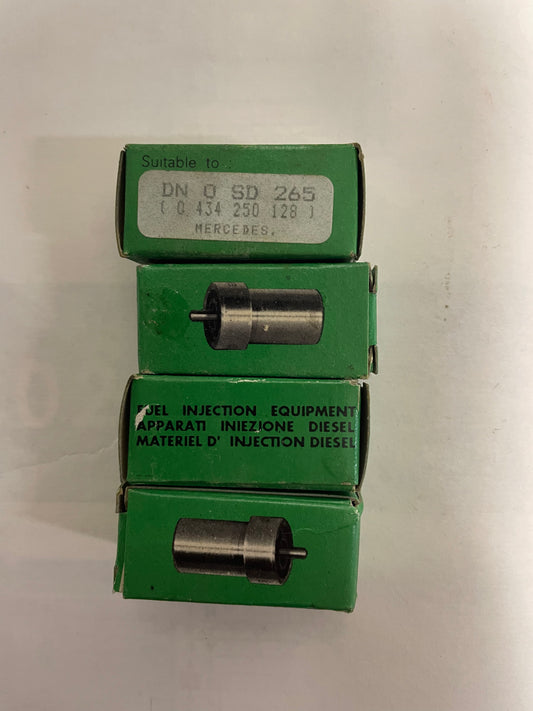 Suitable to :
DN 0 SD 265
( 0 434 250 128 )
MERCEDES.
FUEL INJECTION EQUIPMENT
APPARATI INIEZIONE DIESEL
MATERIEL D' INJECTION DIESEL